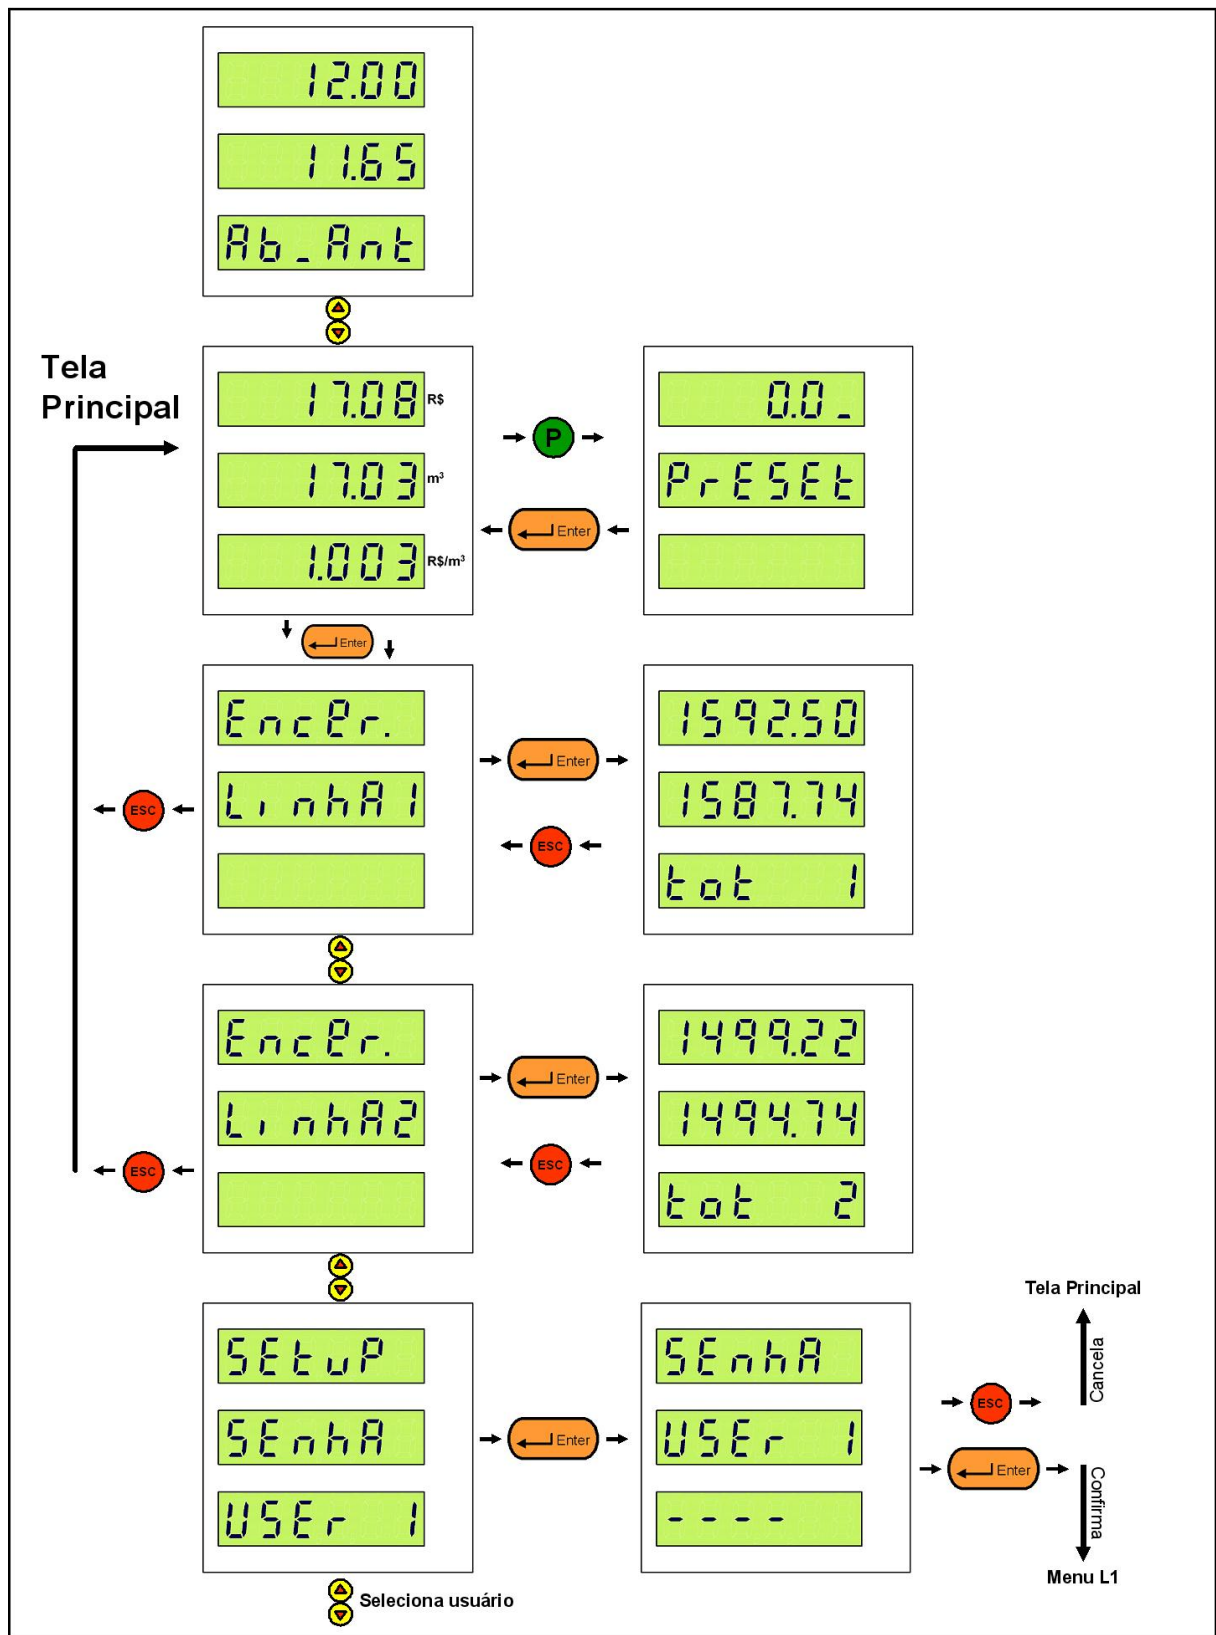 12.00
11.65
Ab_Ant
Tela
Principal
17.08 R$
17.03 m³
1.003 R$/m³
P
Enter
0.0_
PrESEt
Enter
EncPr.
LinhA1
ESC
Enter
ESC
1592.50
1587.74
tot 1
EncPr.
LinhA2
ESC
Enter
ESC
1499.22
1494.74
tot 2
SEtuP
SEnhA
USEr 1
Enter
SEnhA
USEr 1
----
Tela Principal
Cancela
ESC
Enter
Confirma
Menu L1
Seleciona usuário